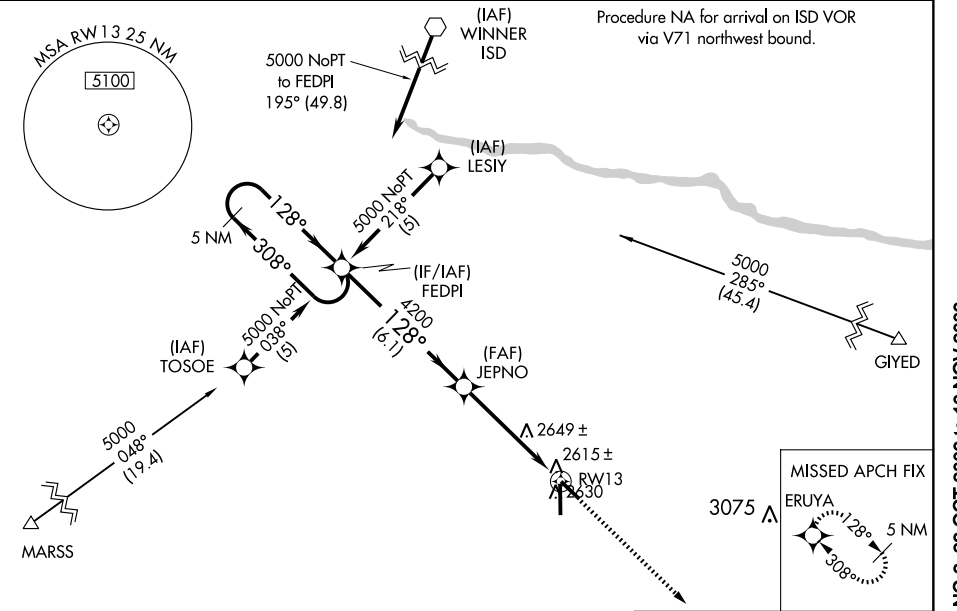 MSA RW13 25 NM
5100
(IAF)
WINNER
ISD
5000 NoPT
to FEDPI
195° (49.8)
Procedure NA for arrival on ISD VOR
via V71 northwest bound.
(IAF)
LESIY
5000 NoPT
218°
(5)
128°
5 NM
308°
(IF/IAF)
FEDPI
5000 NoPT
038°
(5)
4200
128°
(6.1)
5000
285°
(45.4)
GIYED
(IAF)
TOSOE
(FAF)
JEPNO
5000
048°
(19.4)
MARSS
2649 ±
2615 ±
RW13
2630
3075
MISSED APCH FIX
ERUYA
128°
5 NM
308°